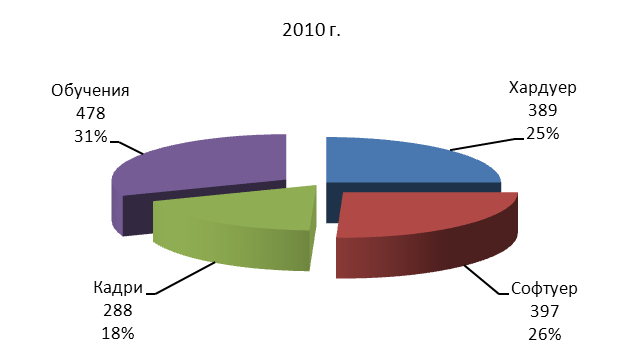 2010 г.
Обучения
478
31%
Хардуер
389
25%
Кадри
288
18%
Софтуер
397
26%